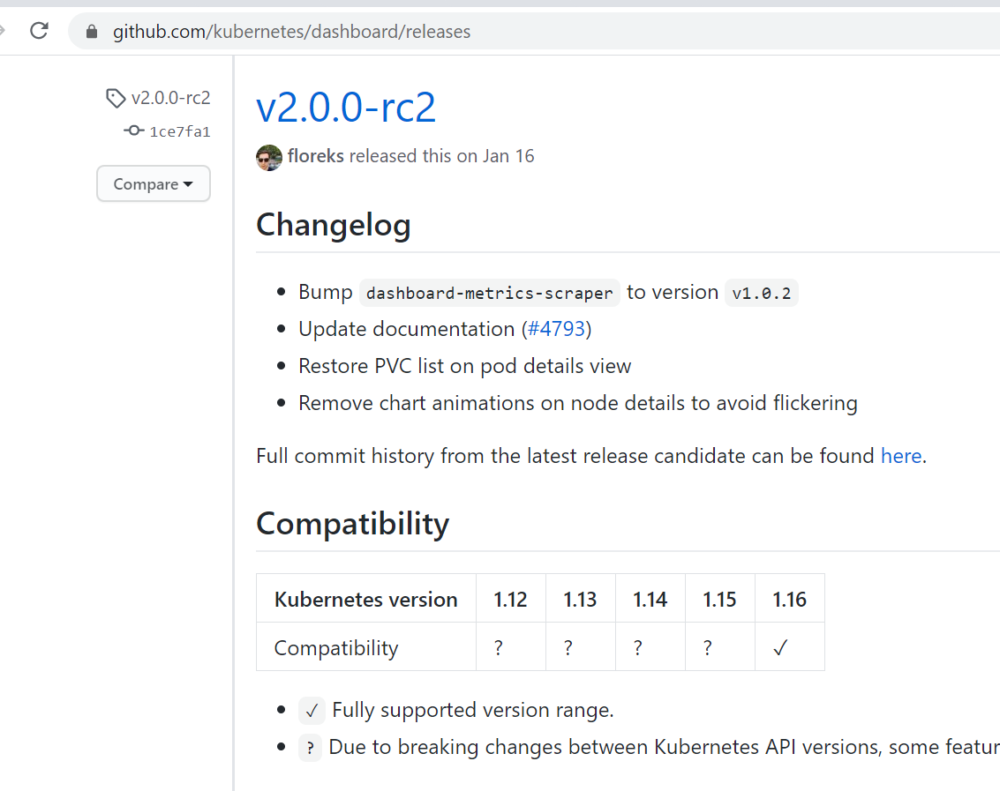 github.com/kubernetes/dashboard/releases
v2.0.0-rc2
1ce7fa1
Compare
v2.0.0-rc2
floreks released this on Jan 16
Changelog
Bump dashboard-metrics-scraper to version v1.0.2
Update documentation (#4793)
Restore PVC list on pod details view
Remove chart animations on node details to avoid flickering
Full commit history from the latest release candidate can be found here.
Compatibility
Kubernetes version 1.12 1.13 1.14 1.15 1.16
Compatibility ? ? ? ? ✓
✓ Fully supported version range.
? Due to breaking changes between Kubernetes API versions, some featur